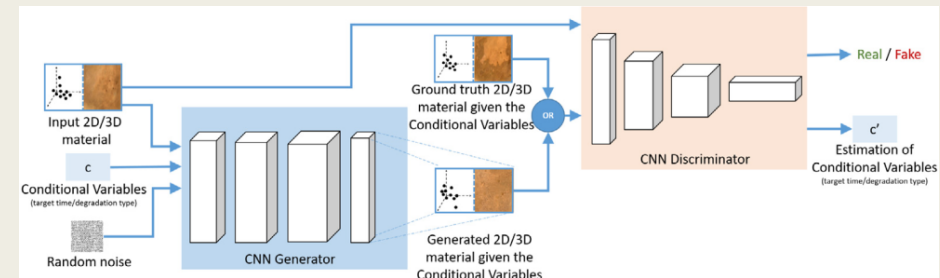 Input 2D/3D
material
c
Conditional Variables
(target time/degradation type)
Random noise
CNN Generator
Ground truth 2D/3D
material given the
Conditional Variables
OR
Generated 2D/3D
material given the
Conditional Variables
CNN Discriminator
Real / Fake
c'
Estimation of
Conditional Variables
(target time/degradation type)